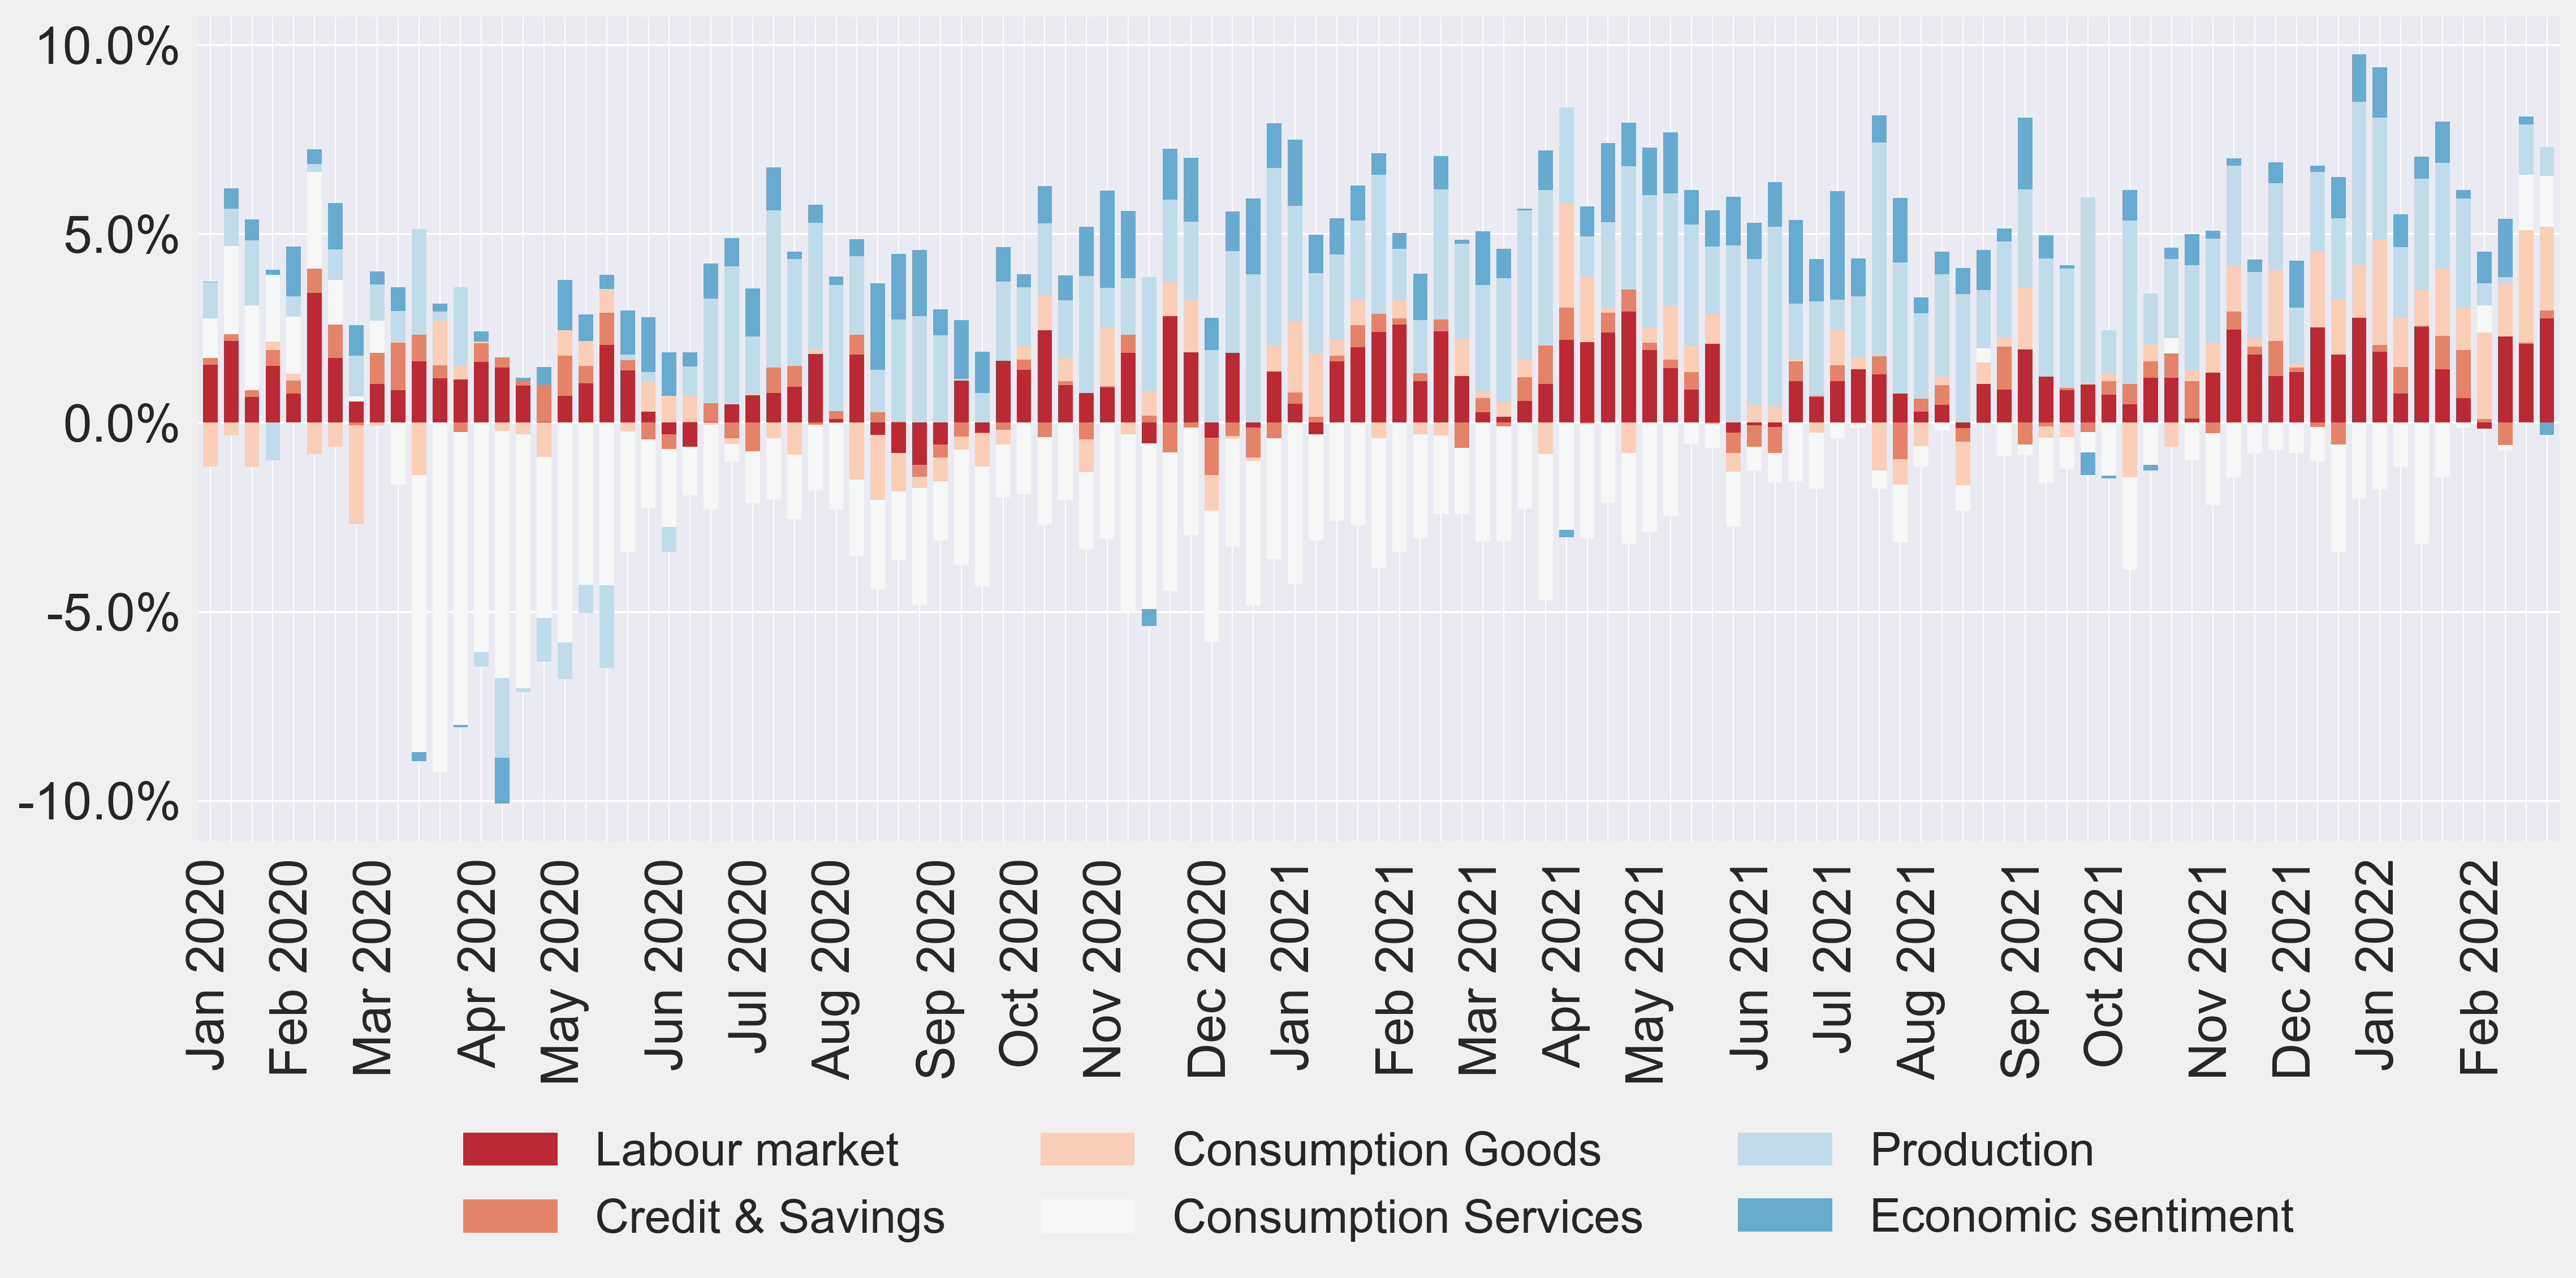 10.0%
5.0%
0.0%
-5.0%
-10.0%
Jan 2020
Feb 2020
Mar 2020
Apr 2020
May 2020
Jun 2020
Jul 2020
Aug 2020
Sep 2020
Oct 2020
Nov 2020
Dec 2020
Jan 2021
Feb 2021
Mar 2021
Apr 2021
May 2021
Jun 2021
Jul 2021
Aug 2021
Sep 2021
Oct 2021
Nov 2021
Dec 2021
Jan 2022
Feb 2022
Labour market
Consumption Goods
Production
Credit & Savings
Consumption Services
Economic sentiment